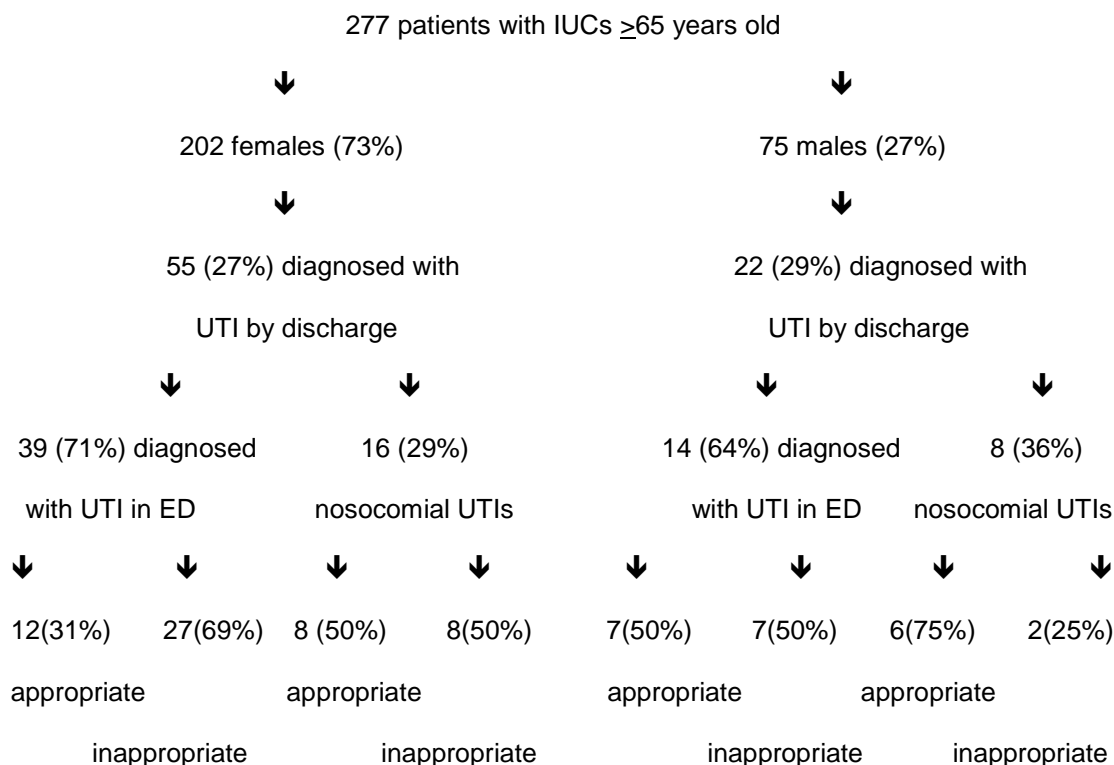 277 patients with IUCs ≥65 years old
202 females (73%) 75 males (27%)
55 (27%) diagnosed with 22 (29%) diagnosed with
UTI by discharge UTI by discharge
39 (71%) diagnosed 16 (29%) 14 (64%) diagnosed 8 (36%)
with UTI in ED nosocomial UTIs with UTI in ED nosocomial UTIs
12(31%) 27(69%) 8 (50%) 8(50%) 7(50%) 7(50%) 6(75%) 2(25%)
appropriate appropriate appropriate appropriate
inappropriate inappropriate inappropriate inappropriate